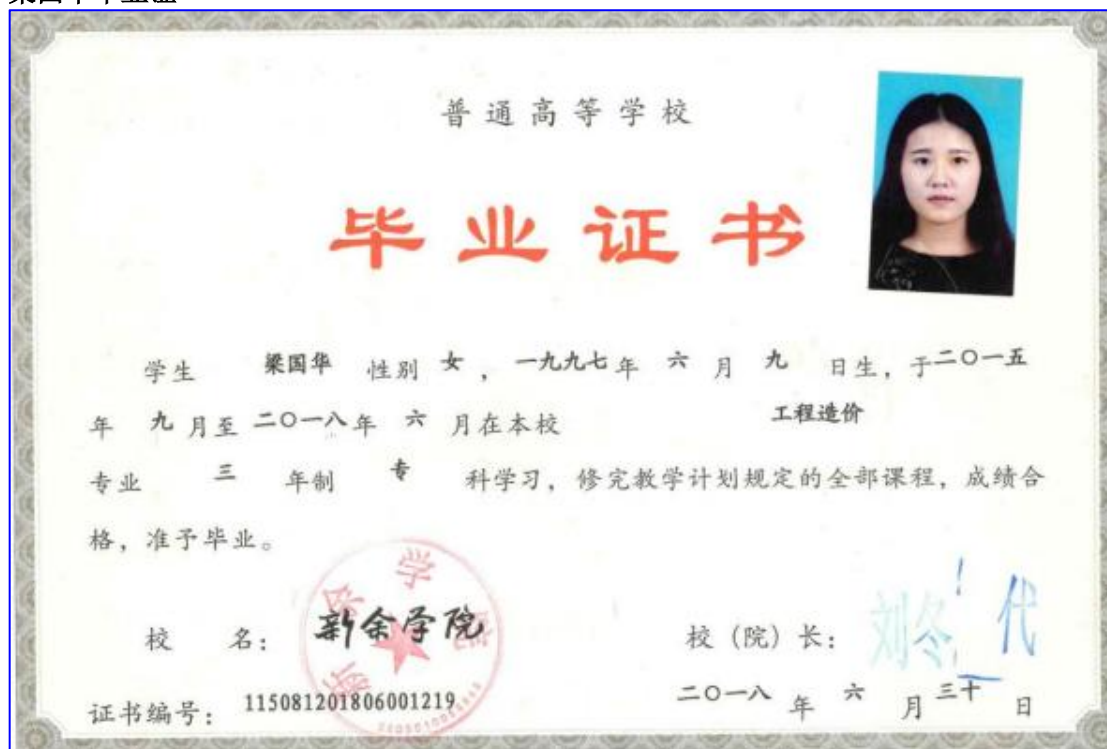 普通高等学校
毕业证书
学生 梁国华 性别 女 ， 一九九七 年 六 月 九 日生，于 二〇一五
年 九 月至 二〇一八 年 六 月在本校 工程造价
专业 三 年制 专 科学习，修完教学计划规定的全部课程，成绩合
格，准予毕业。
新余学院
校 名： 新余学院 校（院）长：
证书编号： 115081201806001219 二〇一八 年 六 月 三十 日